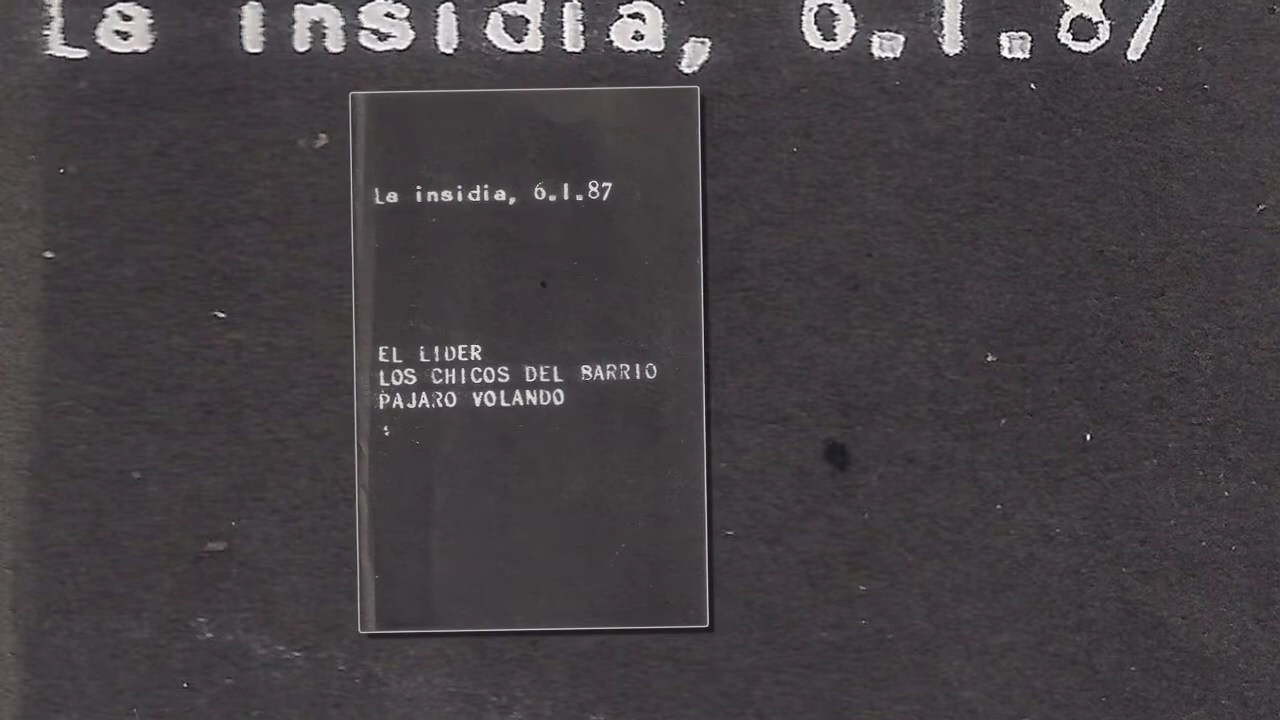 La insidia, 6.1.87
La insidia, 6.1.87
EL LIDER
LOS CHICOS DEL BARRIO
PAJARO VOLANDO